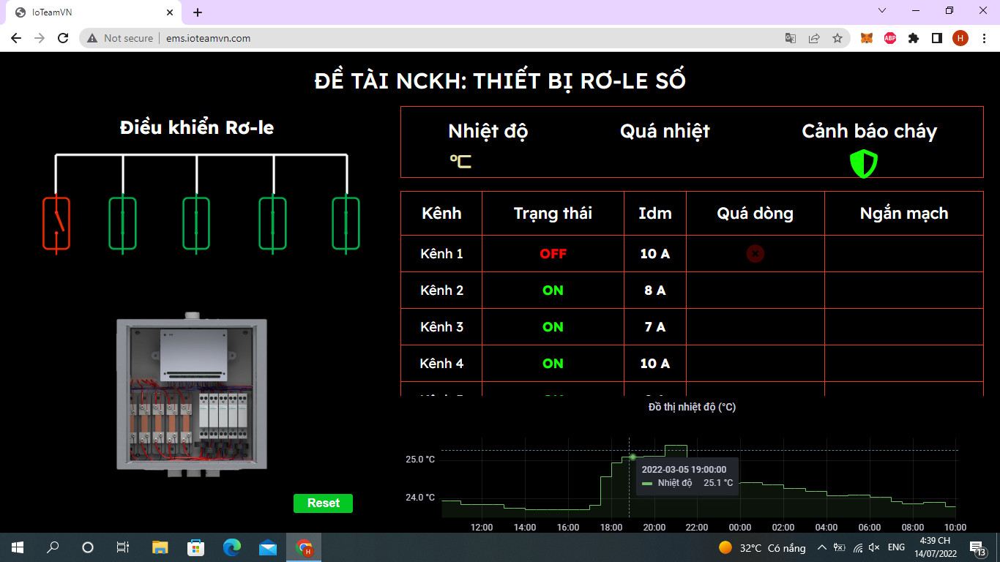 IoTeamVN
Not secure
ems.ioteamvn.com
ABP
H
ĐỀ TÀI NCKH: THIẾT BỊ RƠ-LE SỐ
Điều khiển Rơ-le
Nhiệt độ Quá nhiệt Cảnh báo cháy
°C
Kênh Trạng thái Idm Quá dòng Ngắn mạch
Kênh 1 OFF 10 A
Kênh 2 ON 8 A
Kênh 3 ON 7 A
Kênh 4 ON 10 A
Reset
Đồ thị nhiệt độ (°C)
25.0 °C
24.0 °C
2022-03-05 19:00:00
Nhiệt độ 25.1 °C
12:00 14:00 16:00 18:00 20:00 22:00 00:00 02:00 04:00 06:00 08:00 10:00
H
32°C Có nắng
ENG
4:39 CH
14/07/2022
13